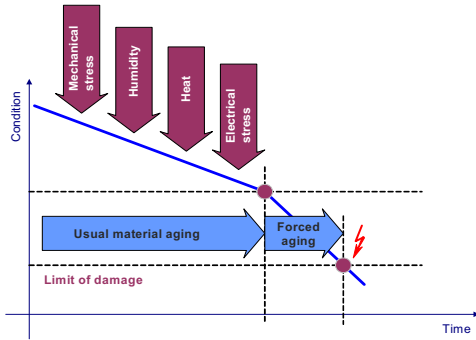 Mechanical
stress
Humidity
Heat
Electrical
stress
Condition
Usual material aging
Forced
aging
Limit of damage
Time